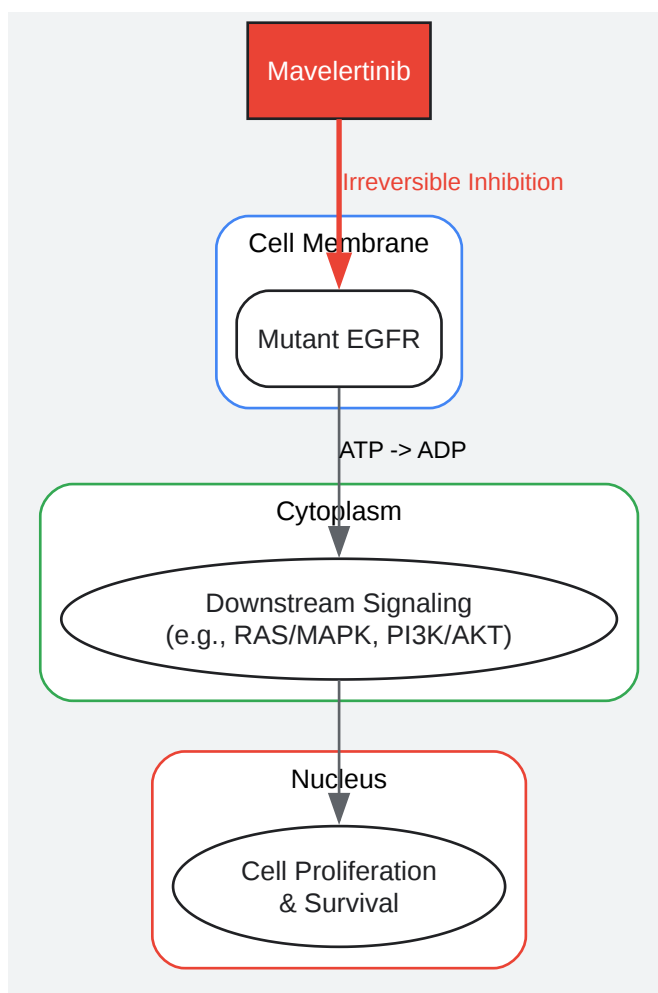 Mavelertinib
Irreversible Inhibition
Cell Membrane
Mutant EGFR
ATP -> ADP
Cytoplasm
Downstream Signaling
(e.g., RAS/MAPK, PI3K/AKT)
Nucleus
Cell Proliferation
& Survival